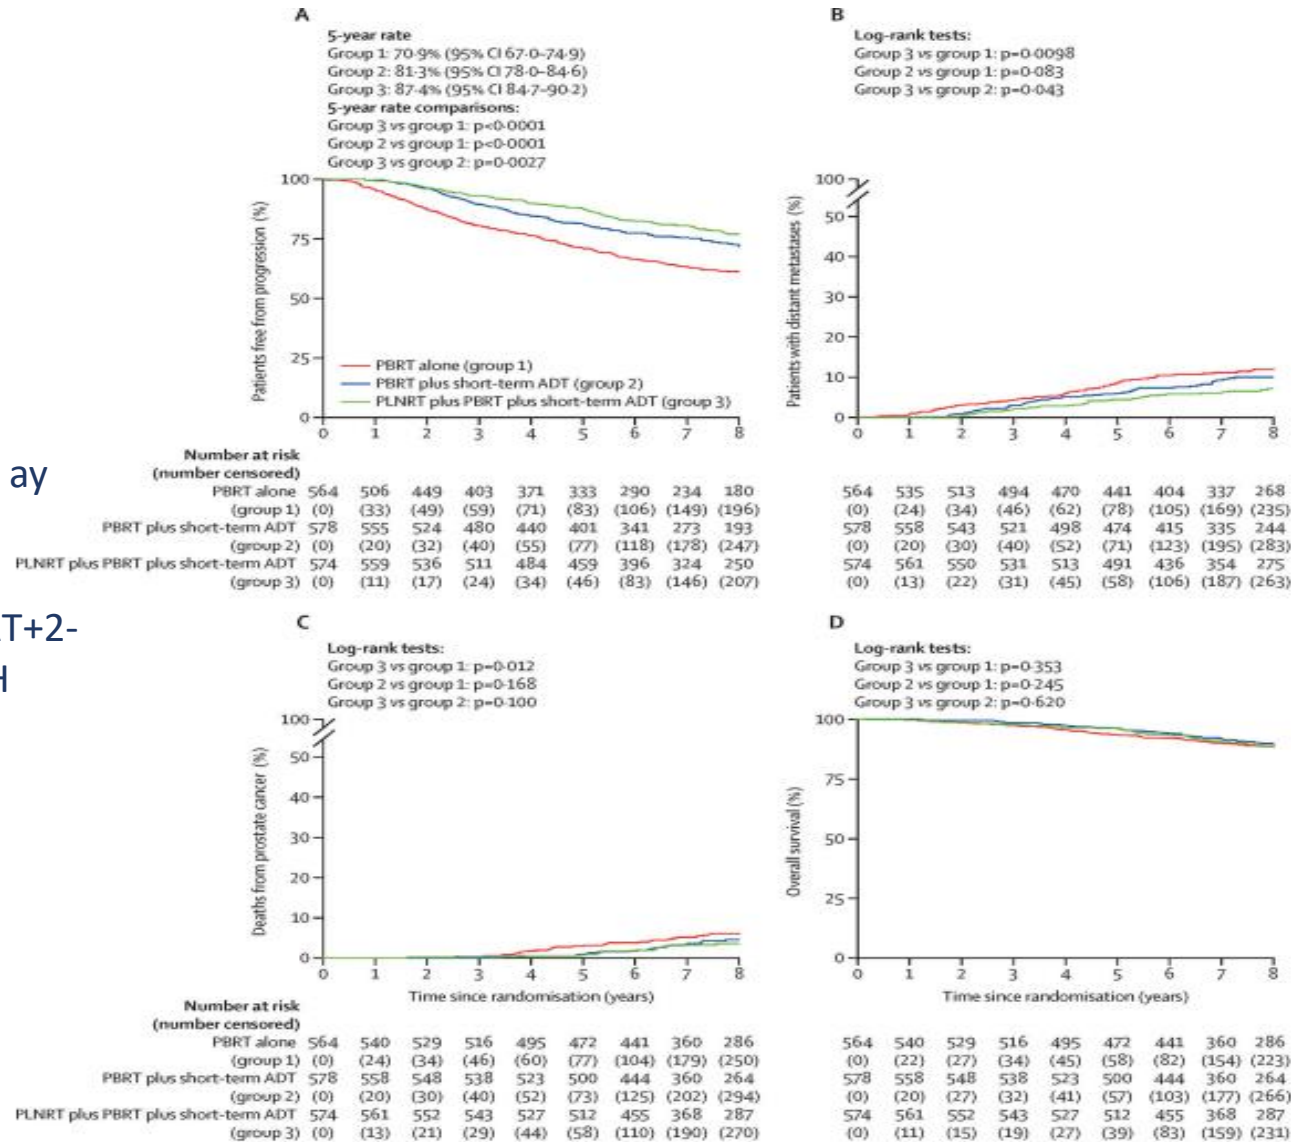 A
5-year rate
Group 1: 70·9% (95% CI 67·0–74·9)
Group 2: 81·3% (95% CI 78·0–84·6)
Group 3: 87·4% (95% CI 84·7–90·2)
5-year rate comparisons:
Group 3 vs group 1: p<0·0001
Group 2 vs group 1: p<0·0001
Group 3 vs group 2: p=0·0027
100
75
50
25
0
Patients free from progression (%)
PBRT alone (group 1)
PBRT plus short-term ADT (group 2)
PLNRT plus PBRT plus short-term ADT (group 3)
0 1 2 3 4 5 6 7 8
B
Log-rank tests:
Group 3 vs group 1: p=0·0098
Group 2 vs group 1: p=0·083
Group 3 vs group 2: p=0·043
100
50
40
30
20
10
0
Patients with distant metastases (%)
0 1 2 3 4 5 6 7 8
ay
Number at risk
(number censored)
PBRT alone 564 506 449 403 371 333 290 234 180 564 535 513 494 470 441 404 337 268
(group 1) (0) (33) (49) (59) (71) (83) (106) (149) (196) (0) (24) (34) (46) (62) (78) (105) (169) (235)
PBRT plus short-term ADT 578 555 524 480 440 401 341 273 193 578 558 543 521 498 474 415 335 244
(group 2) (0) (20) (32) (40) (55) (77) (118) (178) (247) (0) (20) (30) (40) (52) (71) (123) (195) (283)
PLNRT plus PBRT plus short-term ADT 574 559 536 511 484 459 396 324 250 574 561 550 531 513 491 436 354 275
(group 3) (0) (11) (17) (24) (34) (46) (83) (146) (207) (0) (13) (22) (31) (45) (58) (106) (187) (263)
T+2-
H
C
Log-rank tests:
Group 3 vs group 1: p=0·012
Group 2 vs group 1: p=0·168
Group 3 vs group 2: p=0·100
100
50
40
30
20
10
0
Deaths from prostate cancer (%)
0 1 2 3 4 5 6 7 8
Time since randomisation (years)
D
Log-rank tests:
Group 3 vs group 1: p=0·353
Group 2 vs group 1: p=0·245
Group 3 vs group 2: p=0·620
100
75
50
25
0
Overall survival (%)
0 1 2 3 4 5 6 7 8
Time since randomisation (years)
Number at risk
(number censored)
PBRT alone 564 540 529 516 495 472 441 360 286 564 540 529 516 495 472 441 360 286
(group 1) (0) (24) (34) (46) (60) (77) (104) (179) (250) (0) (22) (27) (34) (45) (58) (82) (154) (223)
PBRT plus short-term ADT 578 558 548 538 523 500 444 360 264 578 558 548 538 523 500 444 360 264
(group 2) (0) (20) (30) (40) (52) (73) (125) (202) (294) (0) (20) (27) (32) (41) (57) (103) (177) (266)
PLNRT plus PBRT plus short-term ADT 574 561 552 543 527 512 455 368 287 574 561 552 543 527 512 455 368 287
(group 3) (0) (13) (21) (29) (44) (58) (110) (190) (270) (0) (11) (15) (19) (27) (39) (83) (159) (231)